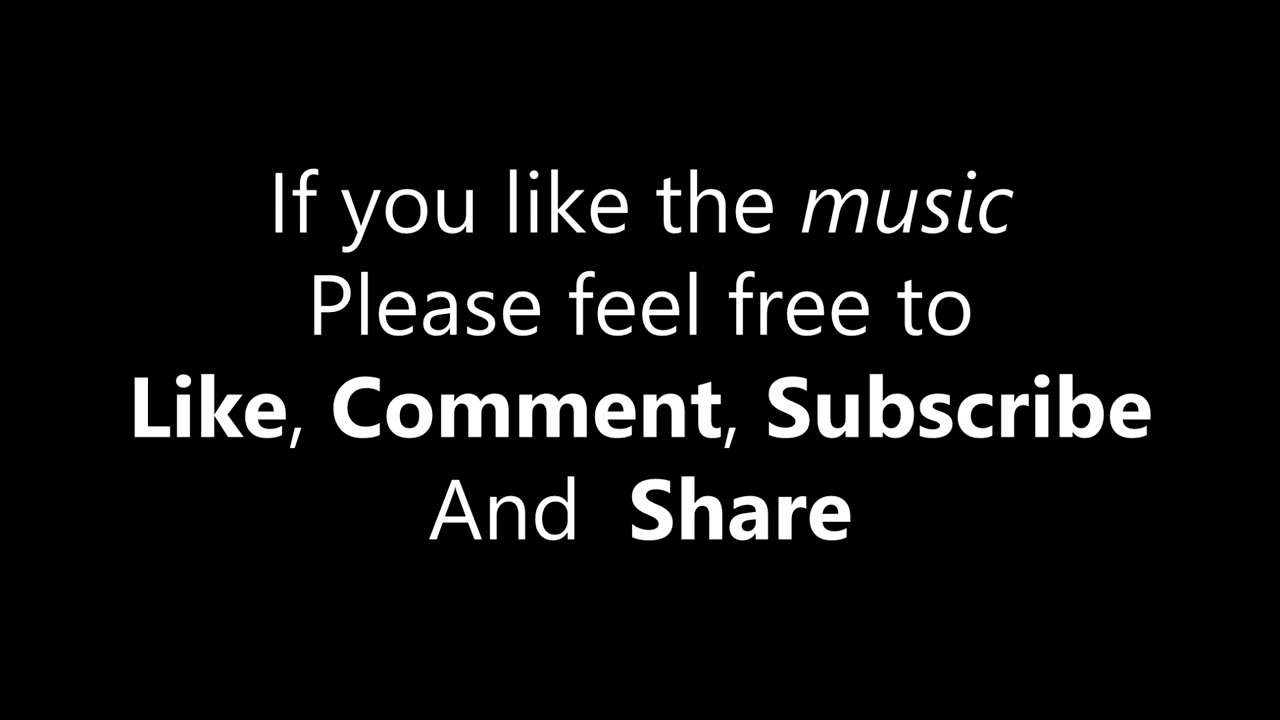 If you like the music
Please feel free to
Like, Comment, Subscribe
And  Share